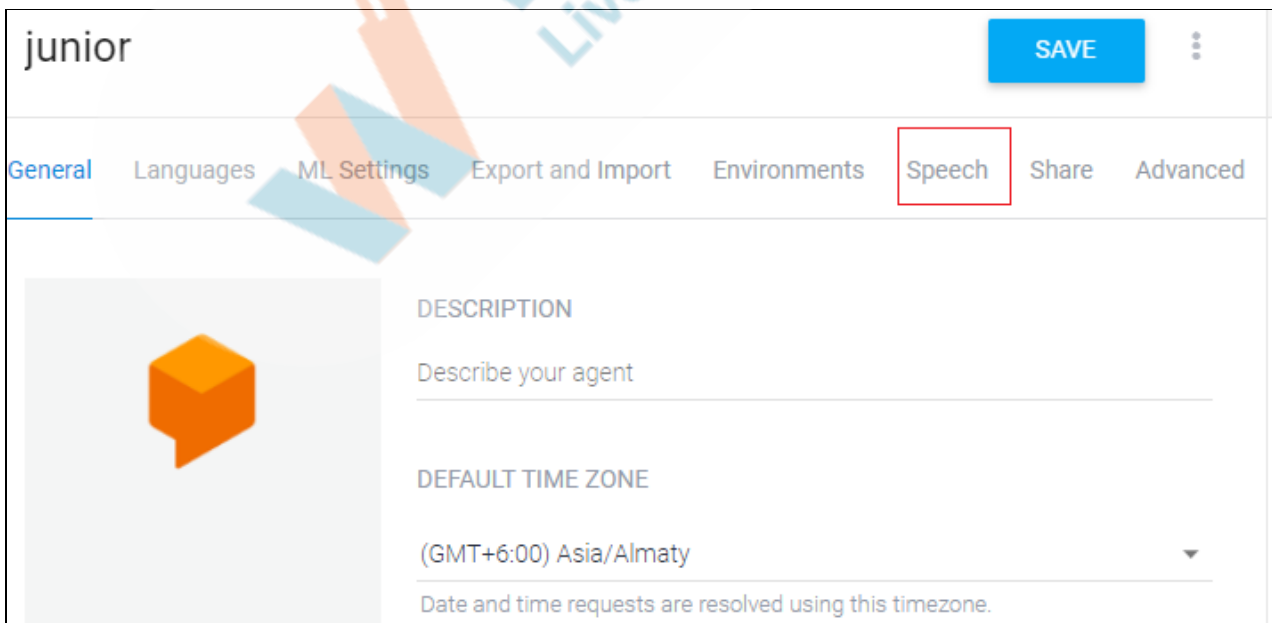 junior
SAVE
General Languages ML Settings Export and Import Environments Speech Share Advanced
DESCRIPTION
Describe your agent
DEFAULT TIME ZONE
(GMT+6:00) Asia/Almaty
Date and time requests are resolved using this timezone.